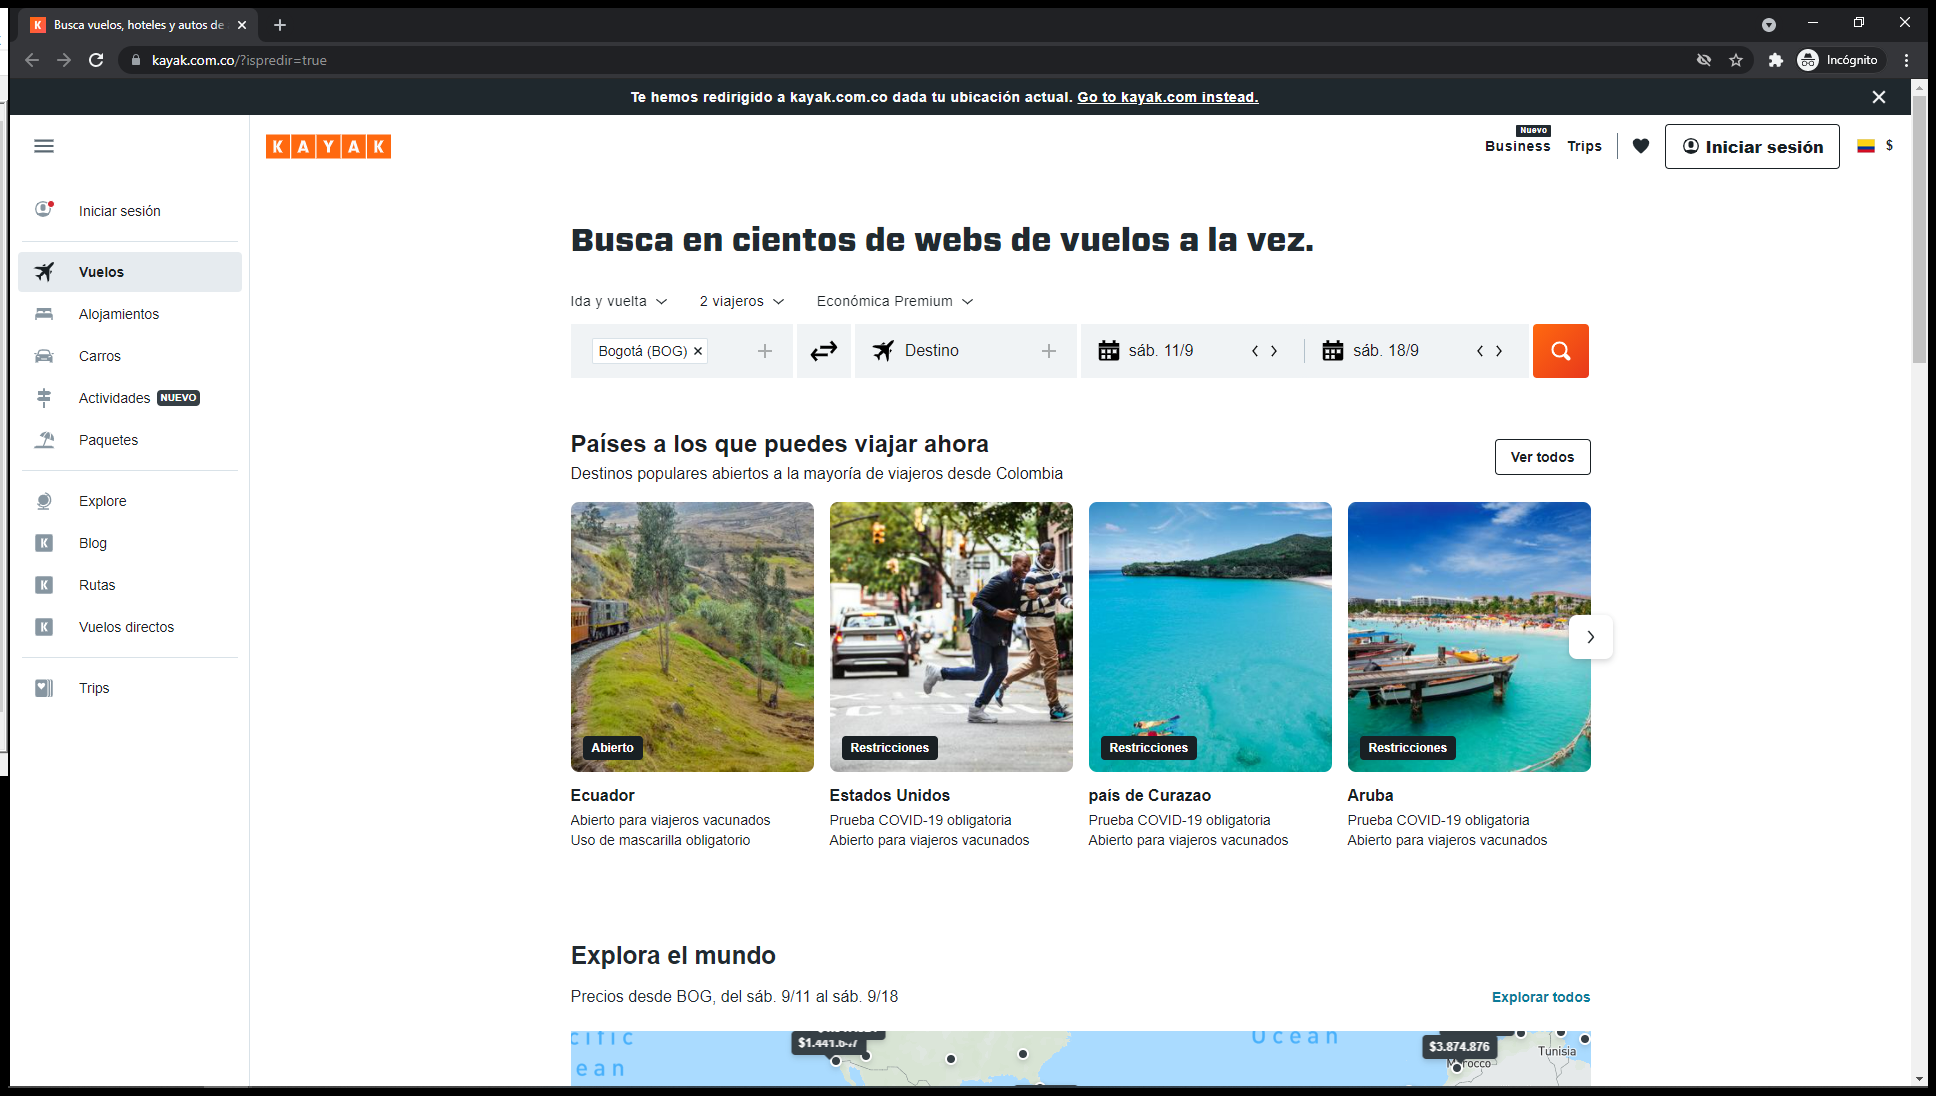 Busca vuelos, hoteles y autos de
kayak.com.co/?ispredir=true
Incógnito
Te hemos redirigido a kayak.com.co dada tu ubicación actual. Go to kayak.com instead.
KAYAK
Nuevo
Business
Trips
Iniciar sesión
$
Iniciar sesión
Vuelos
Alojamientos
Carros
Actividades NUEVO
Paquetes
Explore
K Blog
K Rutas
K Vuelos directos
Trips
Busca en cientos de webs de vuelos a la vez.
Ida y vuelta
2 viajeros
Económica Premium
Bogotá (BOG)
Destino
sáb. 11/9
sáb. 18/9
Países a los que puedes viajar ahora
Destinos populares abiertos a la mayoría de viajeros desde Colombia
Ver todos
Abierto
Ecuador
Abierto para viajeros vacunados
Uso de mascarilla obligatorio
Restricciones
Estados Unidos
Prueba COVID-19 obligatoria
Abierto para viajeros vacunados
Restricciones
país de Curazao
Prueba COVID-19 obligatoria
Abierto para viajeros vacunados
Restricciones
Aruba
Prueba COVID-19 obligatoria
Abierto para viajeros vacunados
Explora el mundo
Precios desde BOG, del sáb. 9/11 al sáb. 9/18
Explorar todos
Ocean
$3.874.876
Tunisia